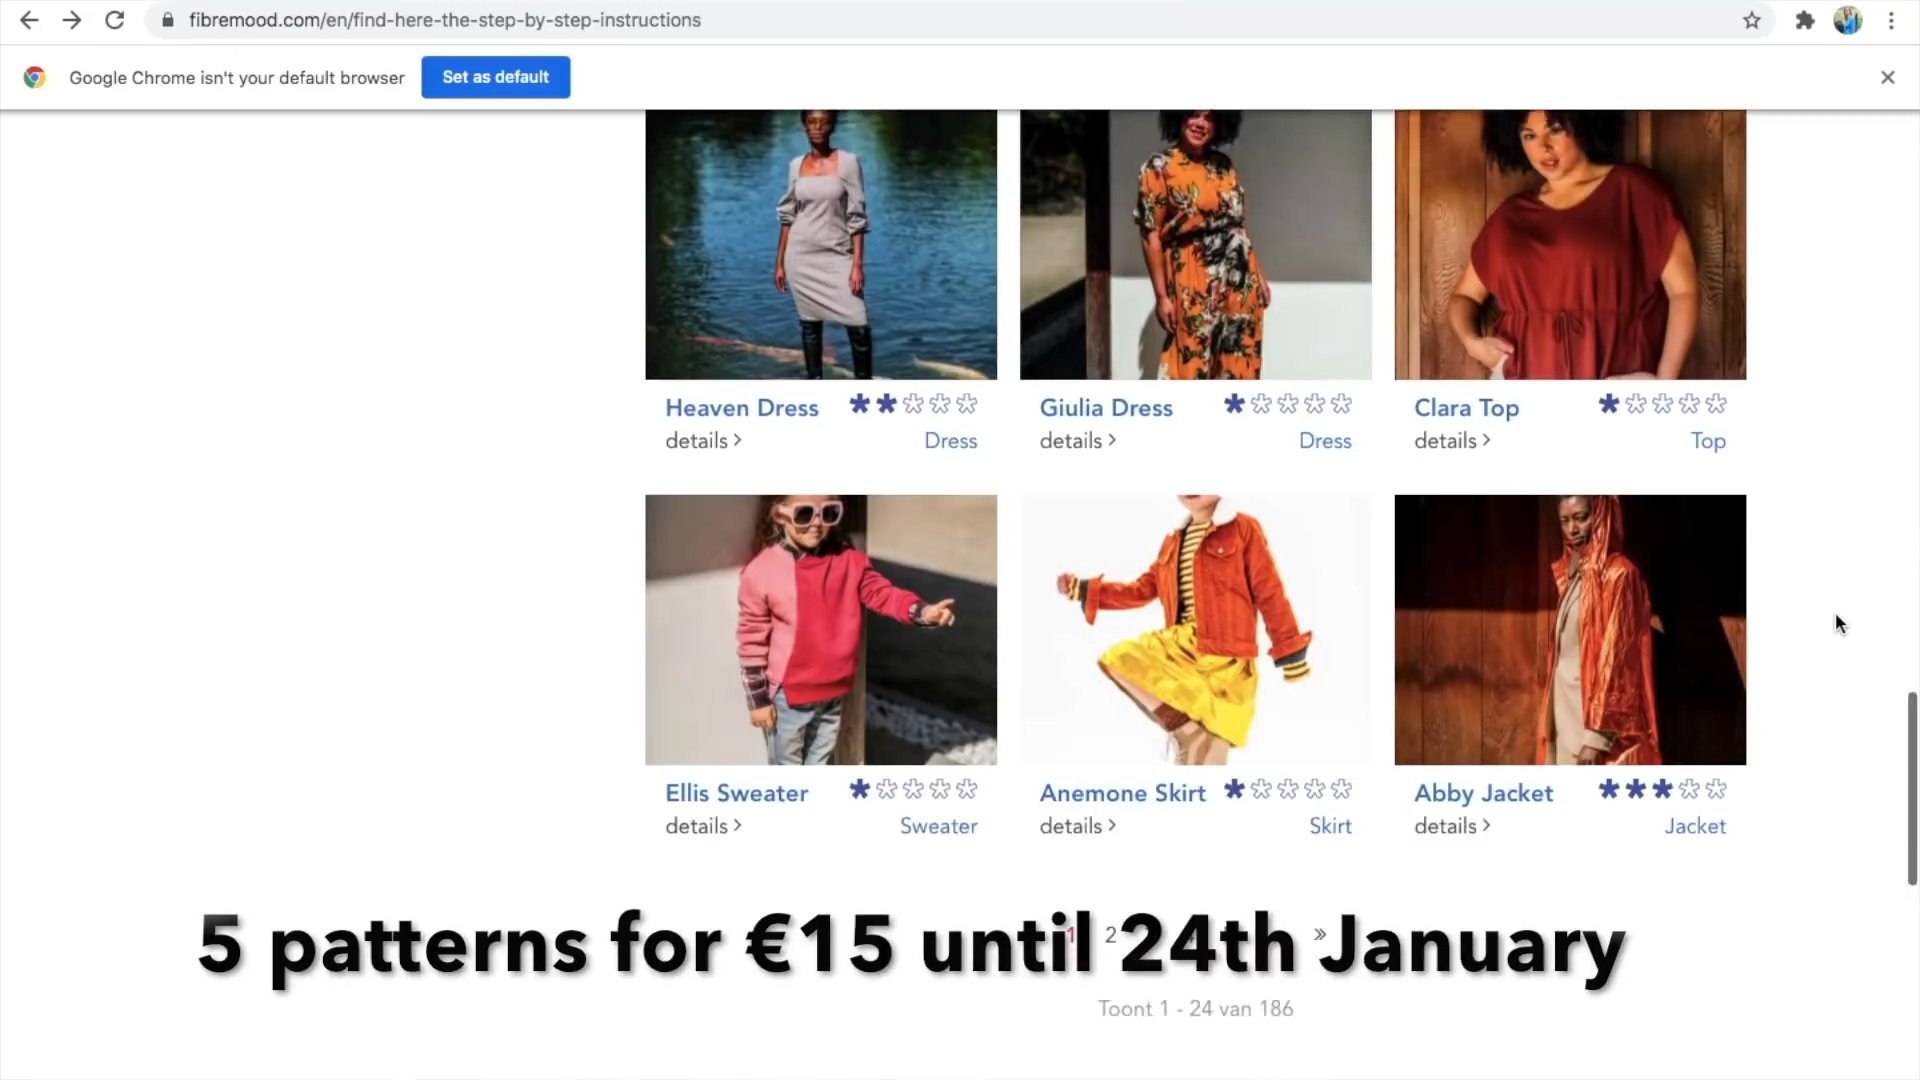 fibremood.com/en/find-here-the-step-by-step-instructions
Google Chrome isn't your default browser Set as default
Heaven Dress
details >
Dress
Giulia Dress
details >
Dress
Clara Top
details >
Top
Ellis Sweater
details >
Sweater
Anemone Skirt
details >
Skirt
Abby Jacket
details >
Jacket
5 patterns for €15 until 24th January
1 2 »
Toont 1 - 24 van 186